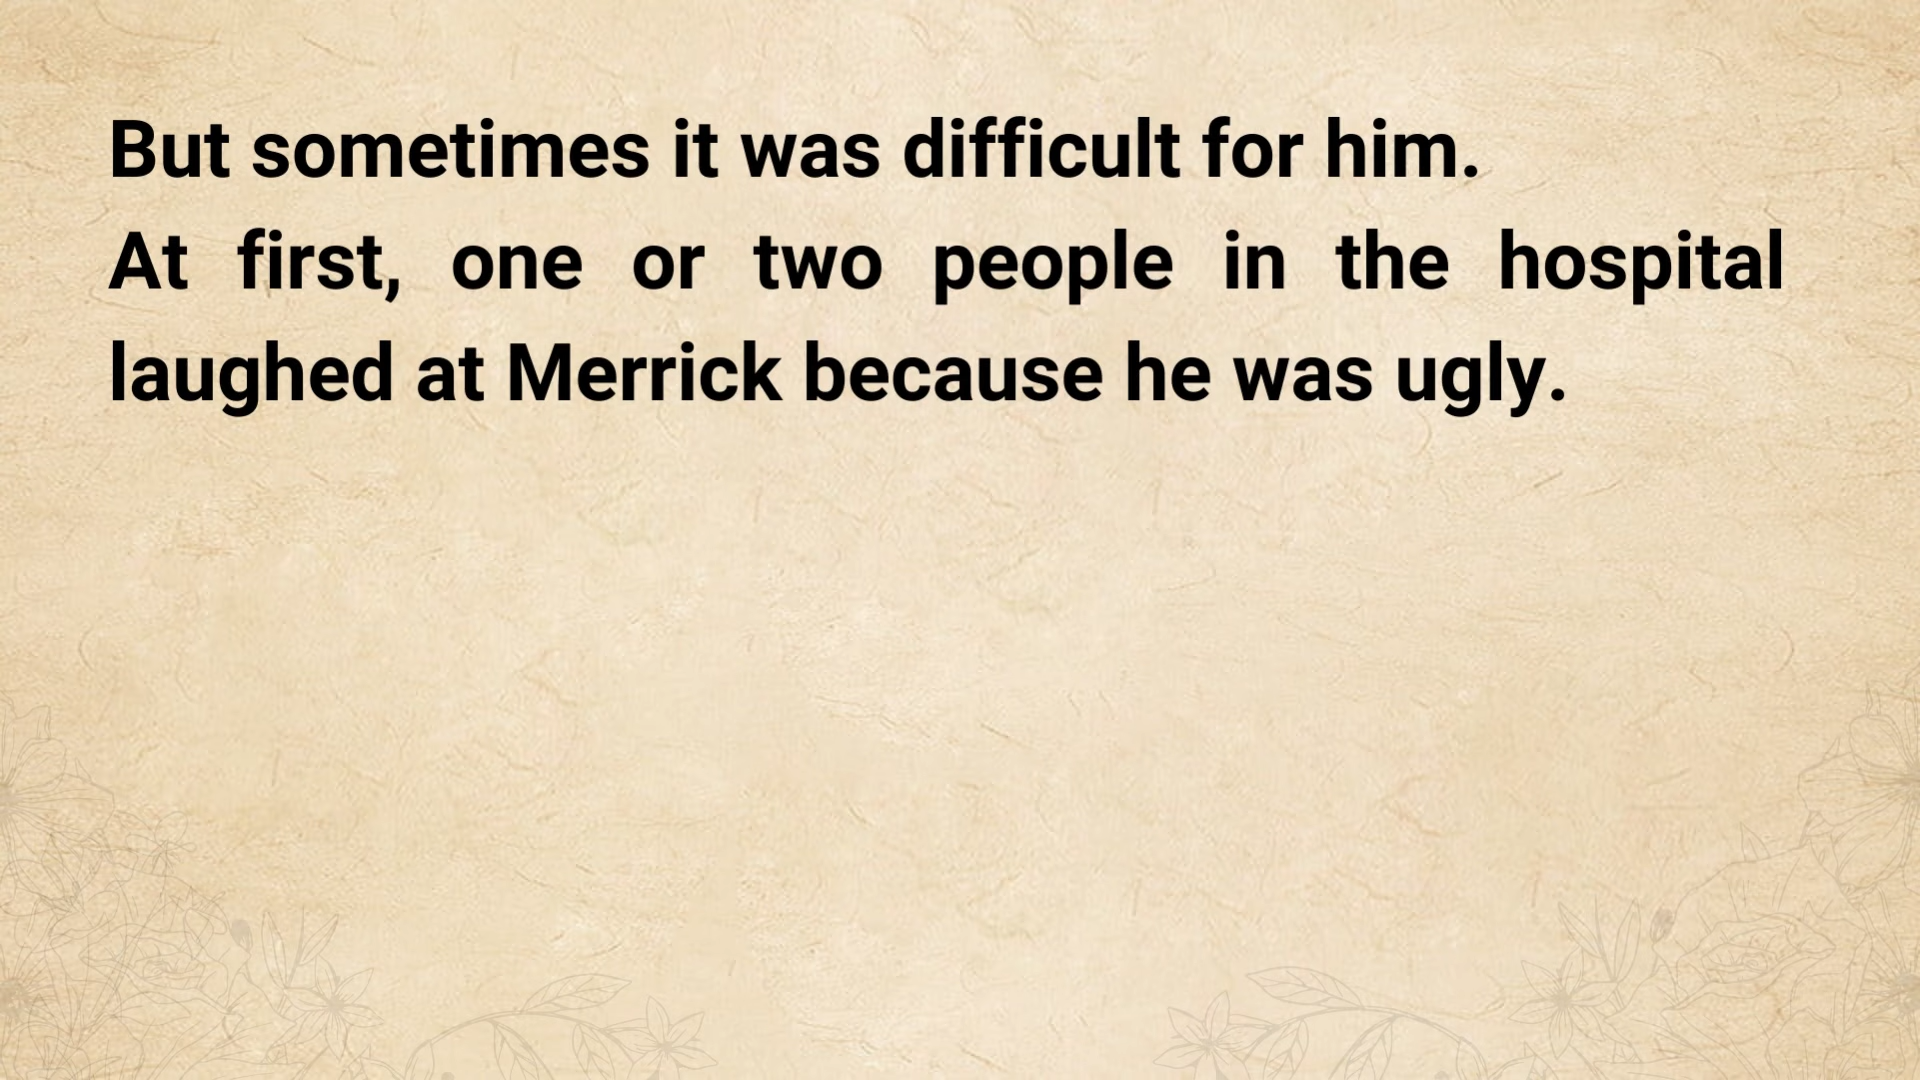 But sometimes it was difficult for him.
At first, one or two people in the hospital
laughed at Merrick because he was ugly.